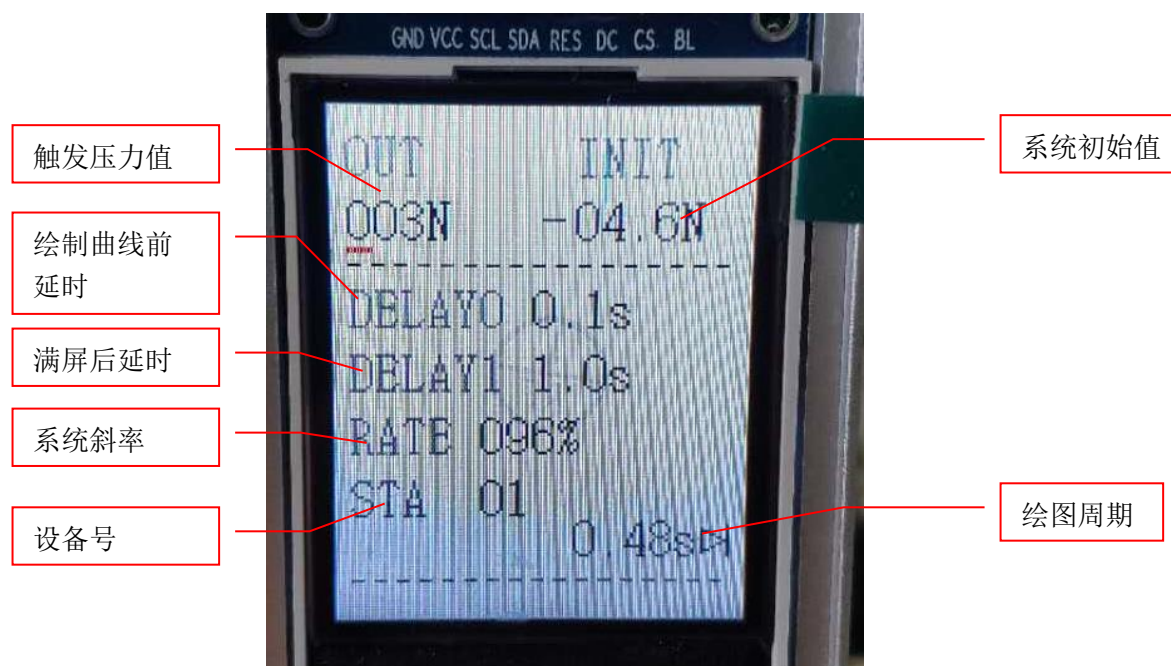 GND VCC SCL SDA RES DC CS BL
触发压力值
系统初始值
OUT INIT
003N -04.6N
绘制曲线前
延时
DELAY0 0.1s
满屏后延时
DELAY1 1.0s
系统斜率
RATE 096%
设备号
STA 01
绘图周期
0.48s